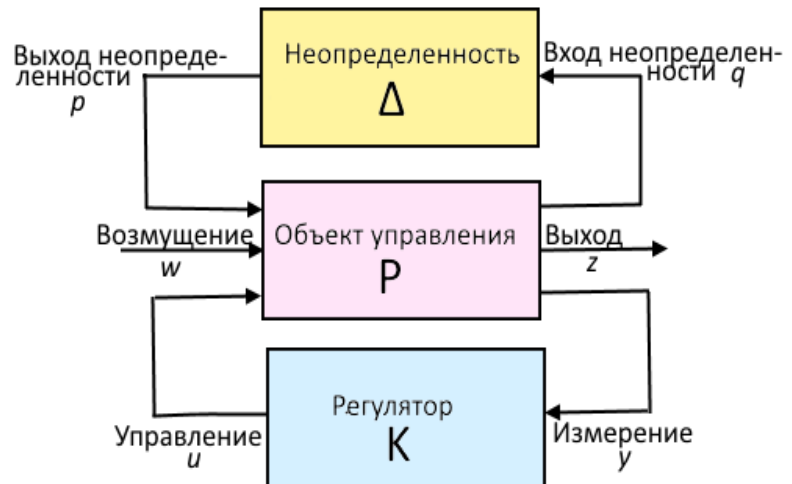 Выход неопреде-
ленности
p
Неопределенность
Δ
Вход неопределен-
ности q
Возмущение
w
Объект управления
P
Выход
z
Управление
u
Регулятор
K
Измерение
y